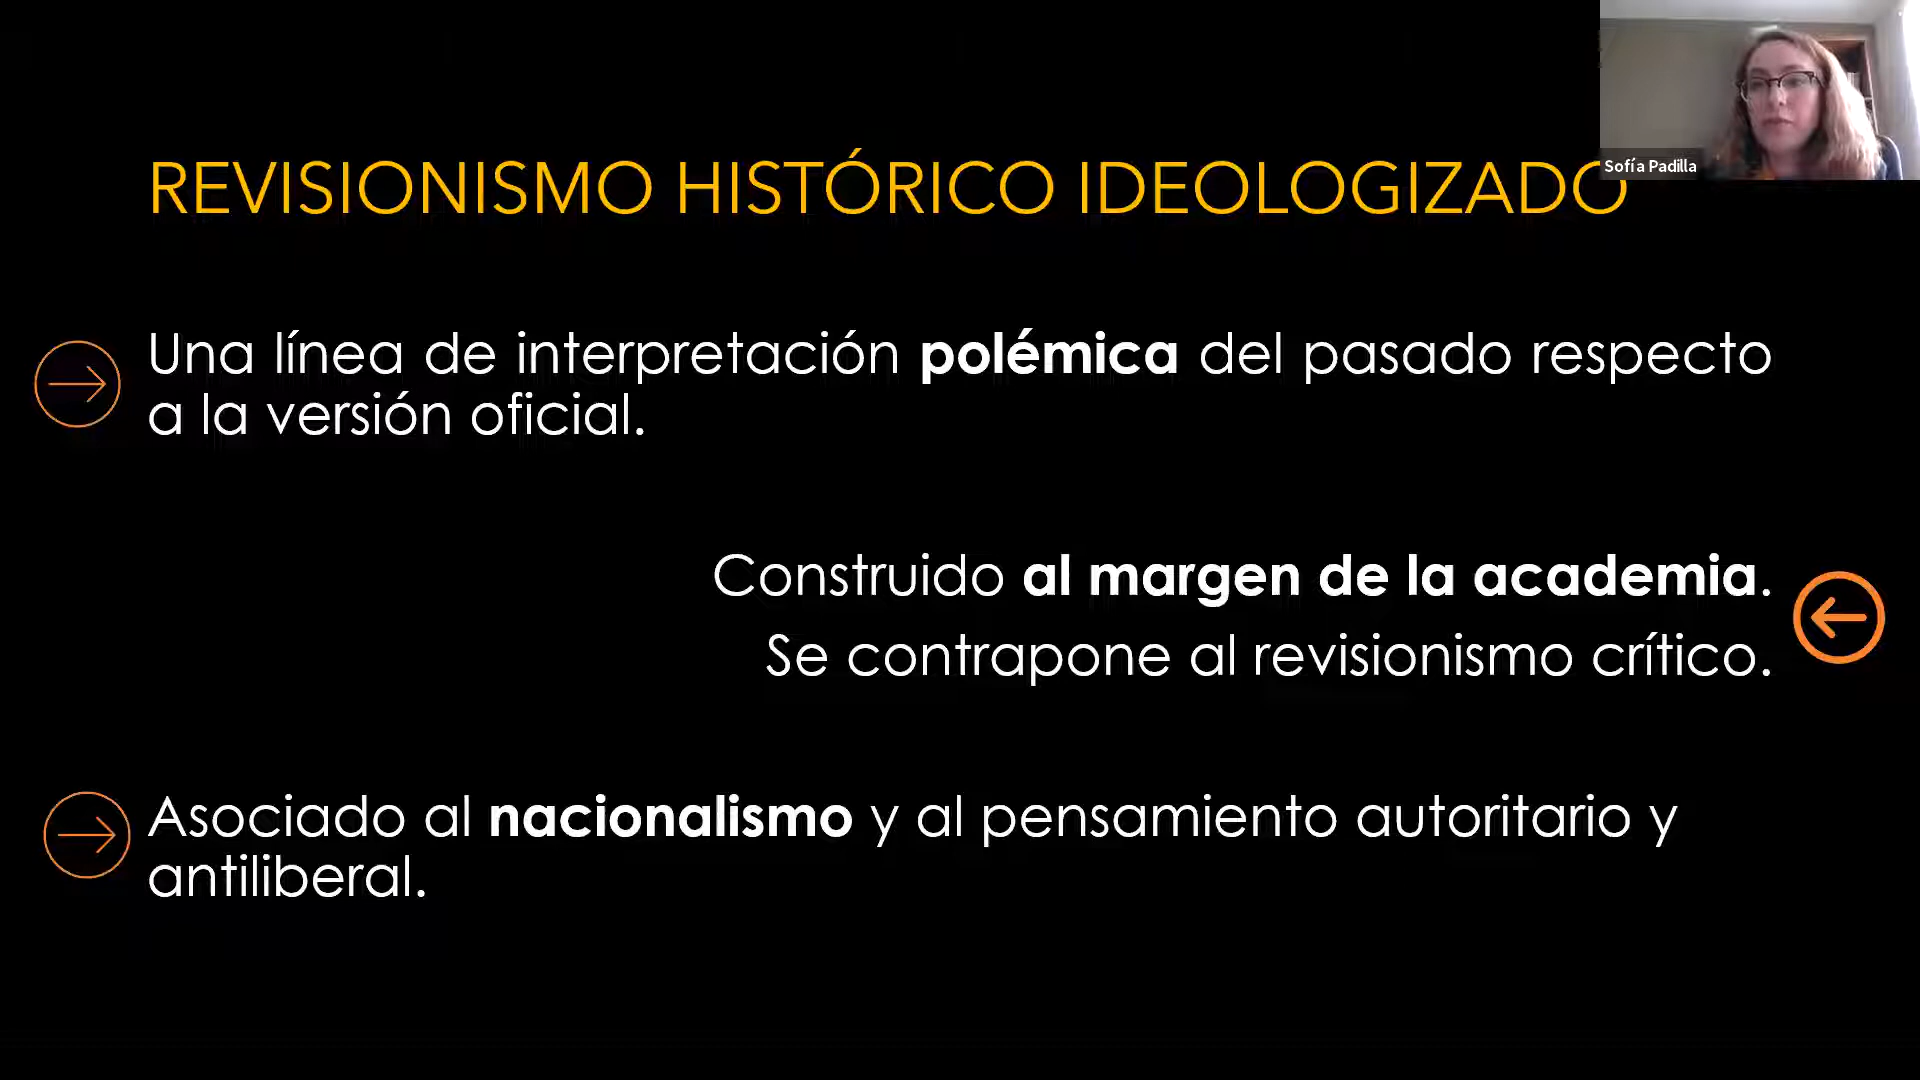 Sofía Padilla
REVISIONISMO HISTÓRICO IDEOLOGIZADO
Una línea de interpretación polémica del pasado respecto
a la versión oficial.
Construido al margen de la academia.
Se contrapone al revisionismo crítico.
Asociado al nacionalismo y al pensamiento autoritario y
antiliberal.